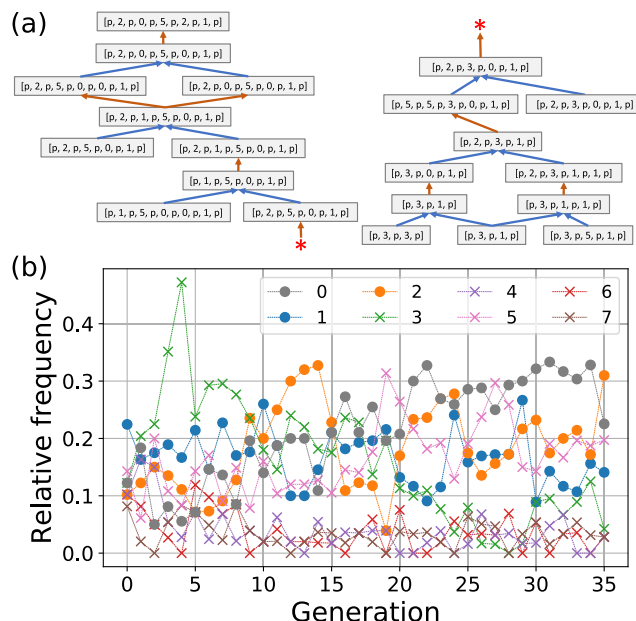 (a)
[p, 2, p, 0, p, 5, p, 2, p, 1, p]
[p, 2, p, 0, p, 5, p, 0, p, 1, p]
[p, 2, p, 5, p, 0, p, 0, p, 1, p]
[p, 2, p, 0, p, 5, p, 0, p, 1, p]
[p, 2, p, 1, p, 5, p, 0, p, 1, p]
[p, 2, p, 5, p, 0, p, 0, p, 1, p]
[p, 2, p, 1, p, 5, p, 0, p, 1, p]
[p, 1, p, 5, p, 0, p, 1, p]
[p, 1, p, 5, p, 0, p, 0, p, 1, p]
[p, 2, p, 5, p, 0, p, 1, p]
*
*
[p, 2, p, 3, p, 0, p, 1, p]
[p, 5, p, 5, p, 3, p, 0, p, 0, p, 1, p]
[p, 2, p, 3, p, 0, p, 1, p]
[p, 2, p, 3, p, 1, p]
[p, 3, p, 0, p, 1, p]
[p, 2, p, 3, p, 1, p, 1, p]
[p, 3, p, 1, p]
[p, 3, p, 1, p, 1, p]
[p, 3, p, 3, p]
[p, 3, p, 1, p]
[p, 3, p, 5, p, 1, p]
(b)
0 2 4 6
1 3 5 7
Relative frequency
0.4
0.3
0.2
0.1
0.0
0 5 10 15 20 25 30 35
Generation